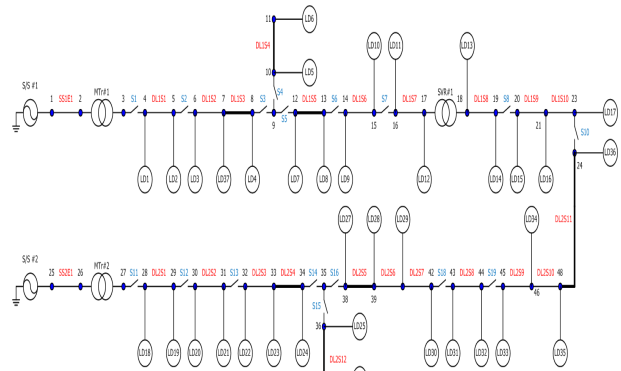 11 LD6
DL1S4
LD10 LD11 LD13
S/S #1 10 LD5
MTr#1 S4 SVR#1
1 SS1E1 2 3 S1 4 DL1S1 5 S2 6 DL1S2 7 DL1S3 8 S3 12 DL1S5 13 S6 14 DL1S6 S7 DL1S7 17 18 DL1S8 19 S8 20 DL1S9 DL1S10 23 LD17
9 S5 15 16 21
S10
LD36
24
LD1 LD2 LD3 LD37 LD4 LD7 LD8 LD9 LD12 LD14 LD15 LD16
LD27 LD28 LD29 LD34 DL2S11
S/S #2 MTr#2
25 SS2E1 26 27 S11 28 DL2S1 29 S12 30 DL2S2 31 S13 32 DL2S3 33 DL2S4 34 S14 35 S16 DL2S5 DL2S6 DL2S7 42 S18 43 DL2S8 44 S19 45 DL2S9 DL2S10 48
38 39 46
S15
36 LD25
LD18 LD19 LD20 LD21 LD22 LD23 LD24 LD30 LD31 LD32 LD33 LD35
DL2S12